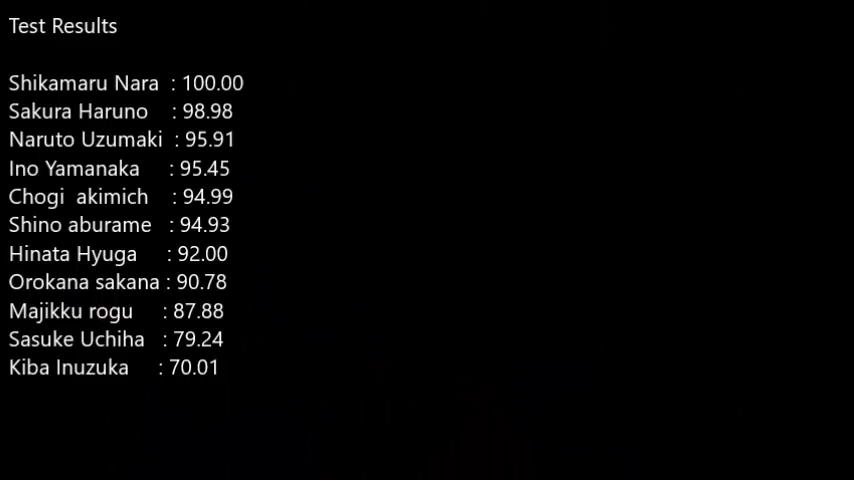 Test Results
Shikamaru Nara : 100.00
Sakura Haruno : 98.98
Naruto Uzumaki : 95.91
Ino Yamanaka : 95.45
Chogi akimich : 94.99
Shino aburame : 94.93
Hinata Hyuga : 92.00
Orokana sakana : 90.78
Majikku rogu : 87.88
Sasuke Uchiha : 79.24
Kiba Inuzuka : 70.01